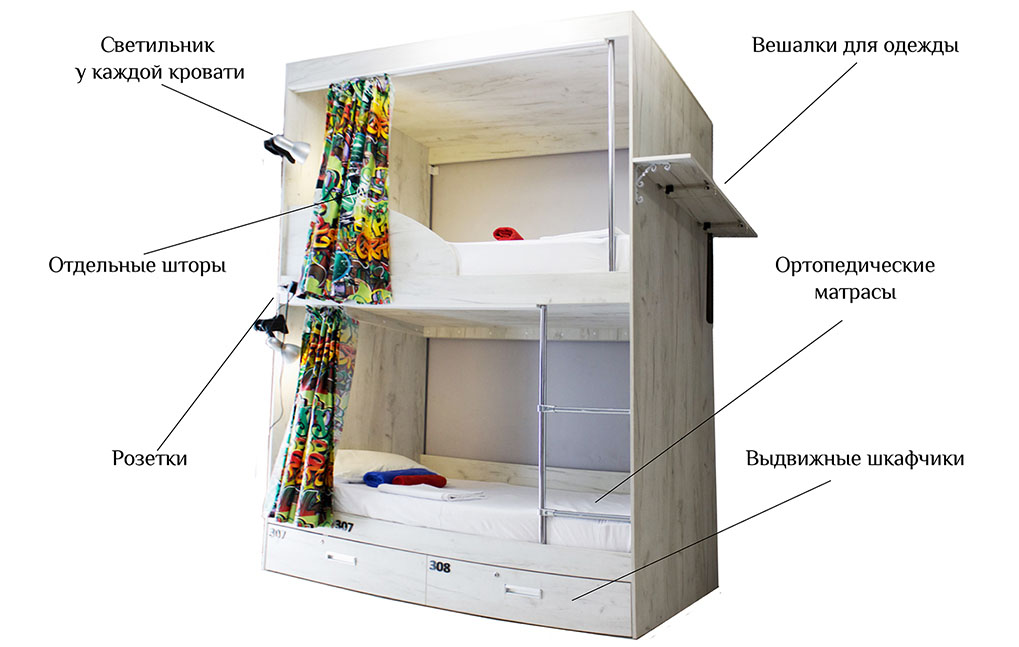 Светильник
у каждой кровати
Вешалки для одежды
Отдельные шторы
Ортопедические
матрасы
Розетки
Выдвижные шкафчики
307
307
308